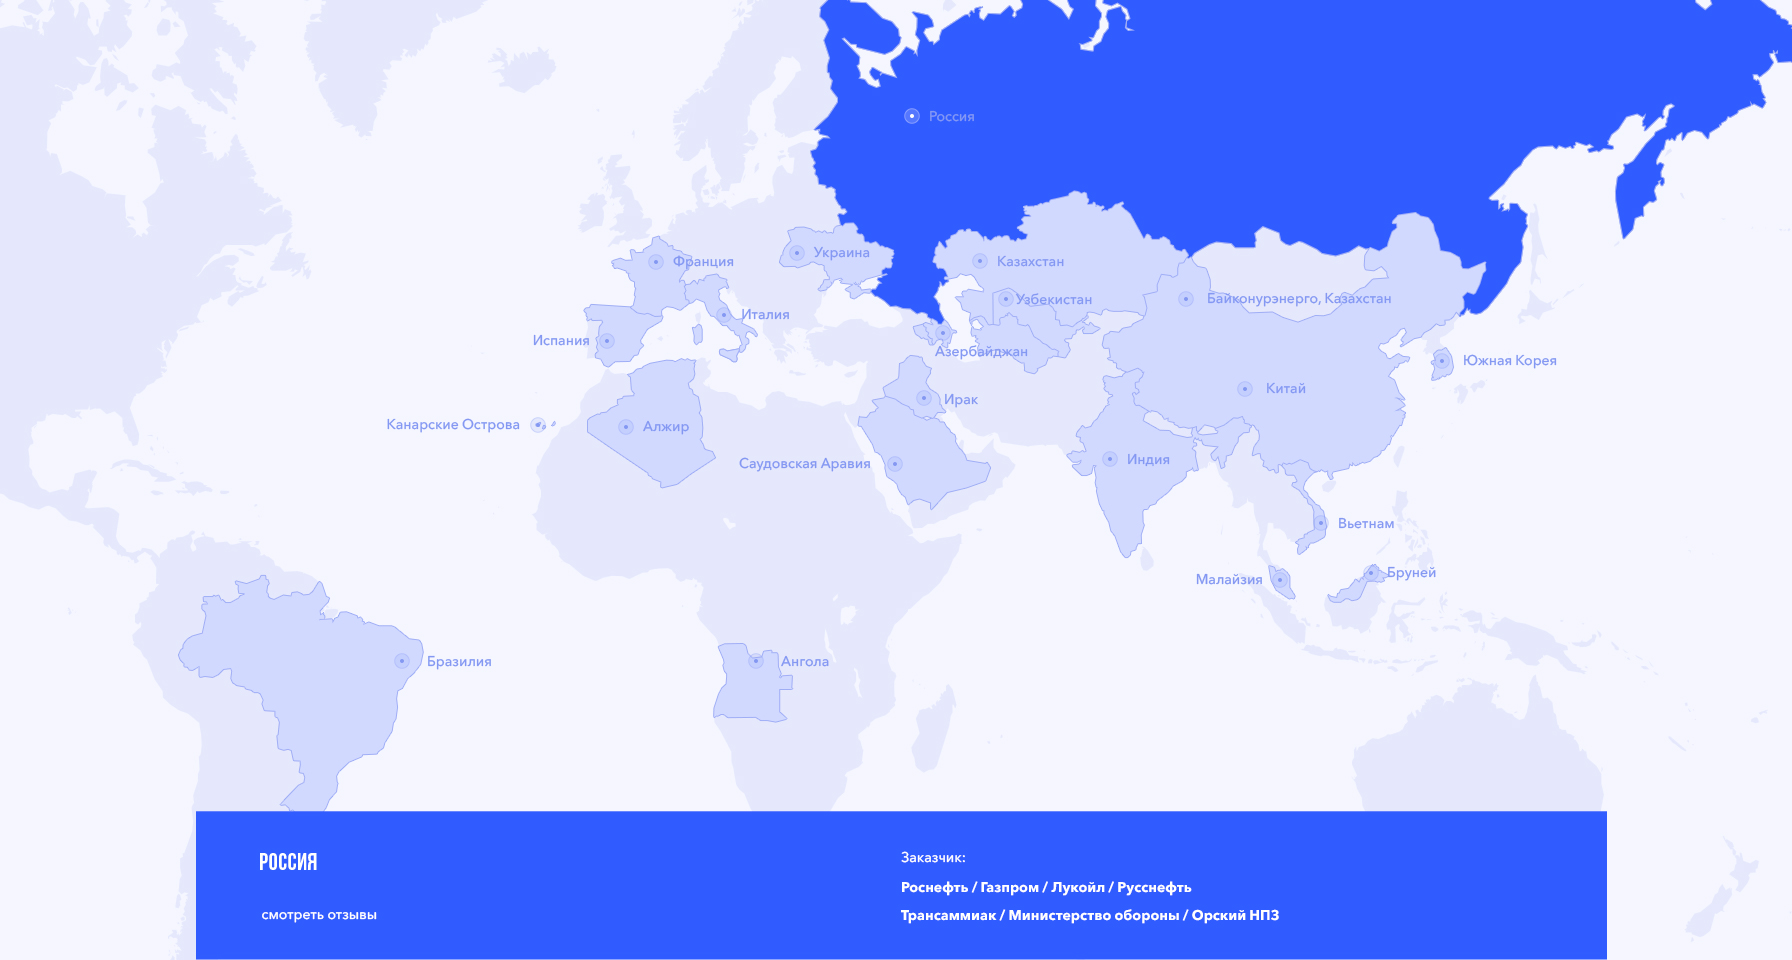 Россия
Украина
Франция
Казахстан
Узбекистан
Байконурэнерго, Казахстан
Италия
Испания
Азербайджан
Южная Корея
Китай
Ирак
Канарские Острова
Алжир
Саудовская Аравия
Индия
Вьетнам
Малайзия
Бруней
Бразилия
Ангола
РОССИЯ
смотреть отзывы
Заказчик:
Роснефть / Газпром / Лукойл / Русснефть
Трансаммиак / Министерство обороны / Орский НПЗ